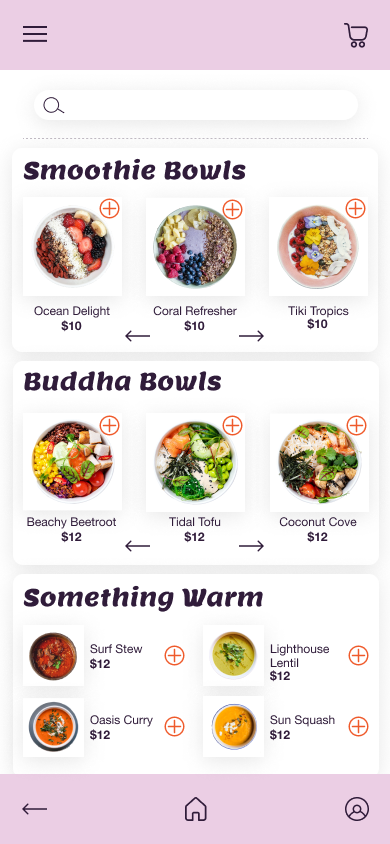 Smoothie Bowls
Ocean Delight
$10
Coral Refresher
$10
Tiki Tropics
$10
Buddha Bowls
Beachy Beetroot
$12
Tidal Tofu
$12
Coconut Cove
$12
Something Warm
Surf Stew
$12
Lighthouse
Lentil
$12
Oasis Curry
$12
Sun Squash
$12